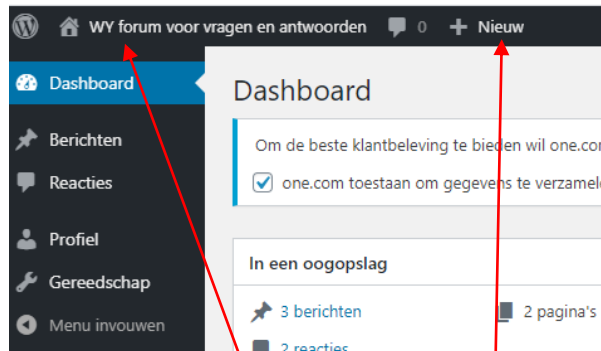 WY forum voor vragen en antwoorden 0 + Nieuw
Dashboard
Dashboard
Berichten
Om de beste klantbeleving te bieden wil one.co
Reacties
one.com toestaan om gegevens te verzamel
Profiel
In een oogopslag
Gereedschap
3 berichten 2 pagina's
Menu invouwen
2 reacties